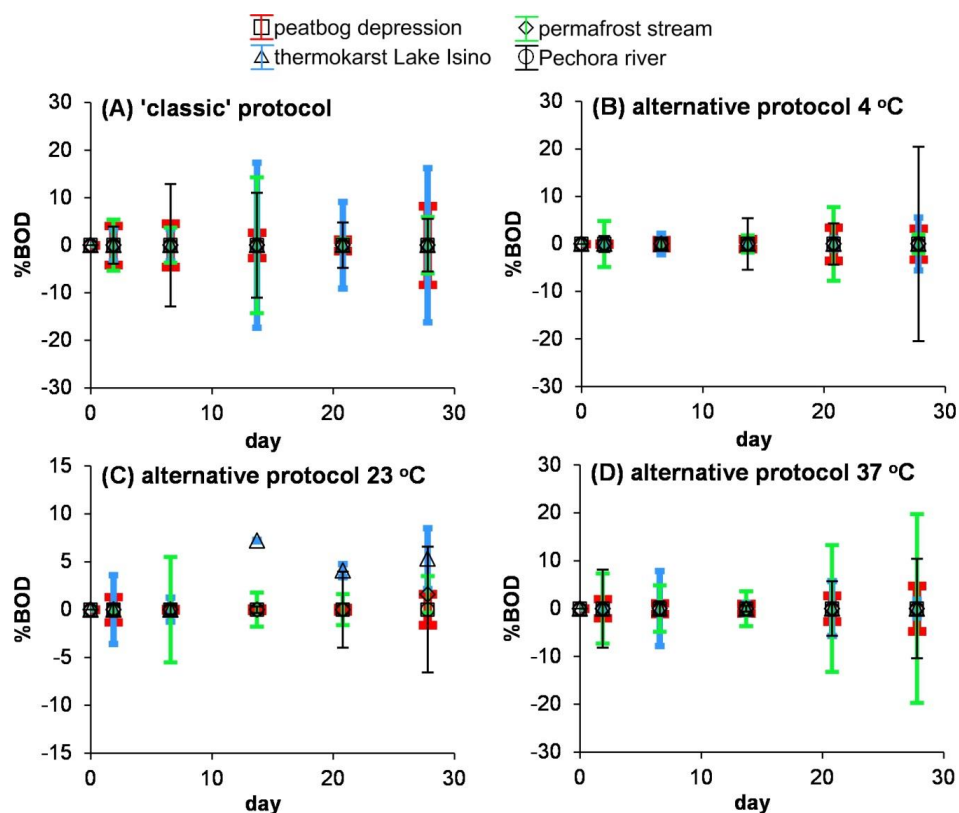 peatbog depression permafrost stream
thermokarst Lake Isino Pechora river
(A) 'classic' protocol
30
20
10
0
-10
-20
-30
%BOD
0 10 20 30
day
(B) alternative protocol 4 ºC
30
20
10
0
-10
-20
-30
%BOD
0 10 20 30
day
(C) alternative protocol 23 ºC
15
10
5
0
-5
-10
-15
%BOD
0 10 20 30
day
(D) alternative protocol 37 ºC
30
20
10
0
-10
-20
-30
%BOD
0 10 20 30
day